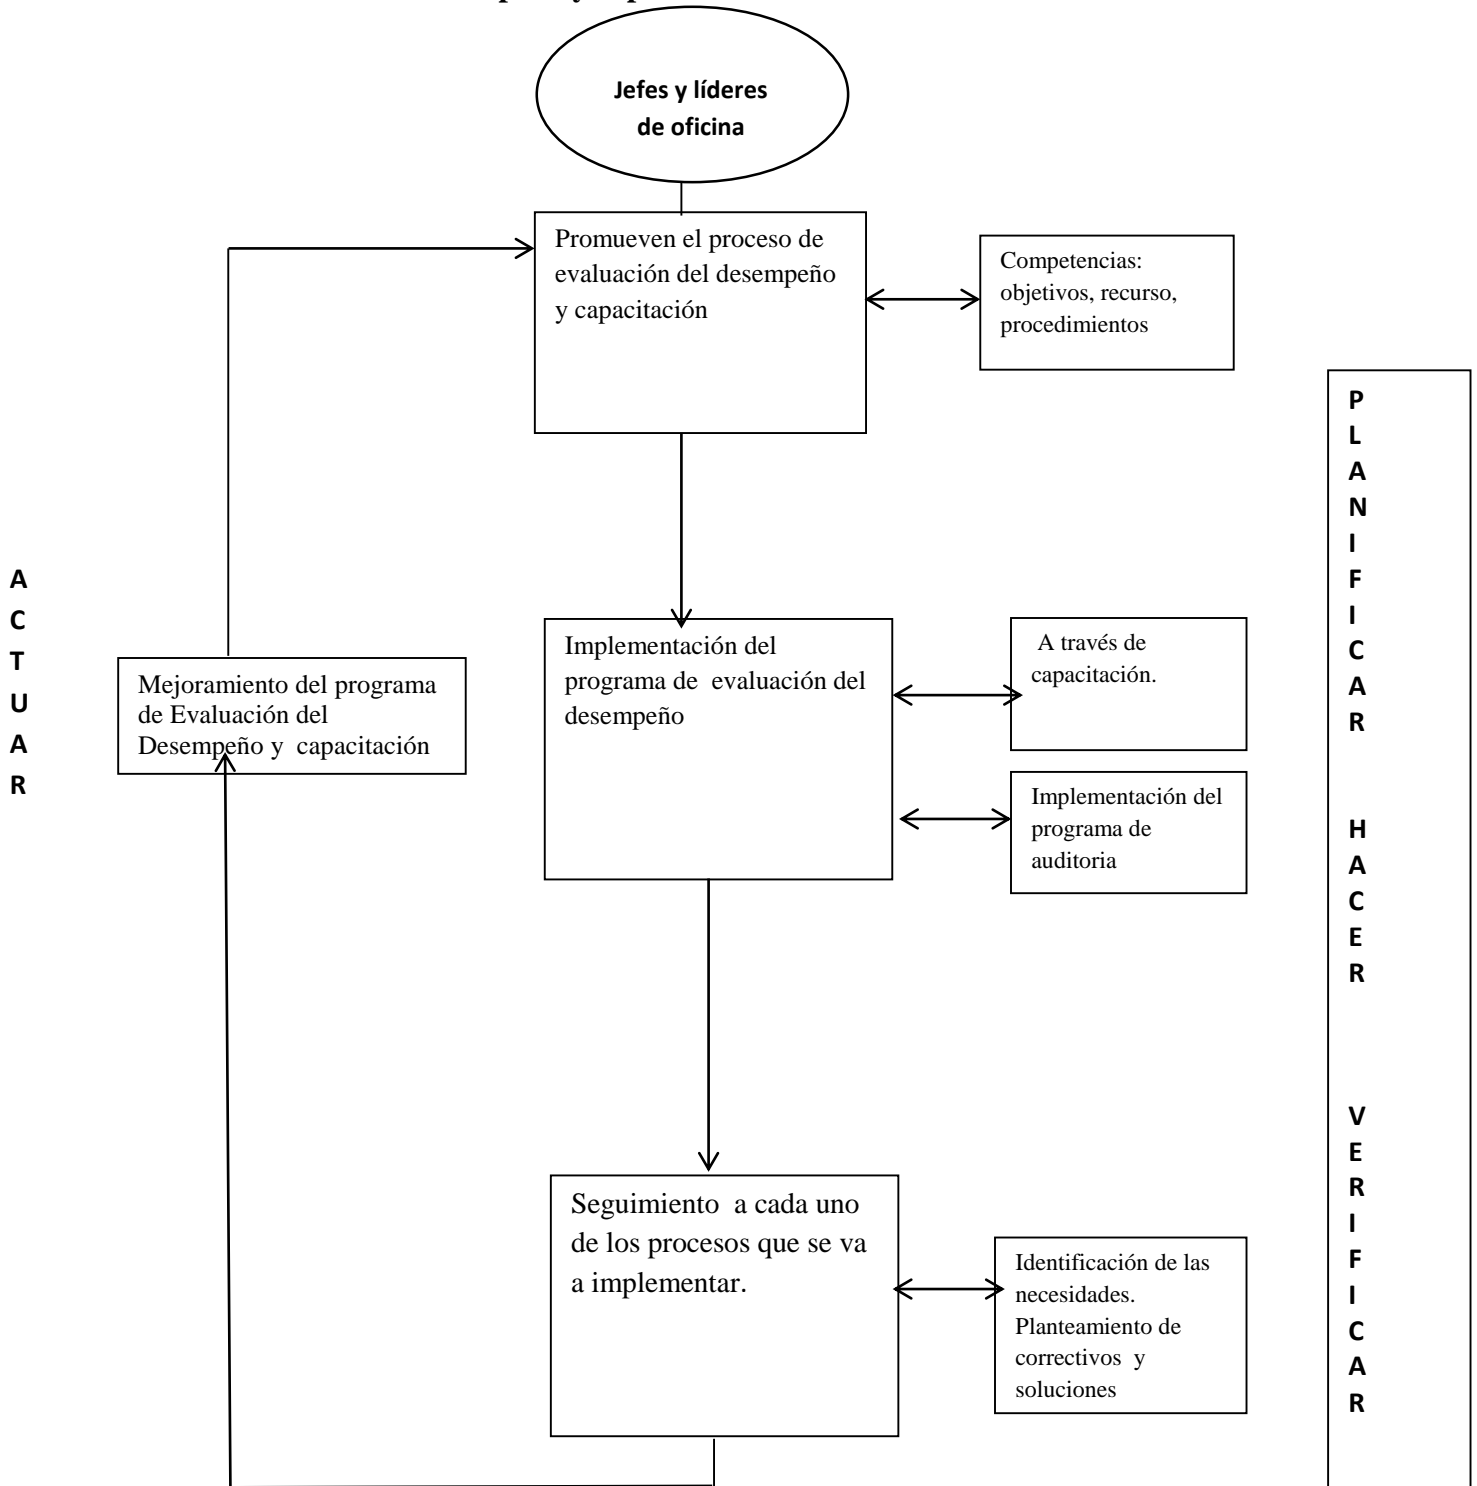 Jefes y líderes
de oficina
Promueven el proceso de
evaluación del desempeño
y capacitación
Competencias:
objetivos, recurso,
procedimientos
P
L
A
N
I
F
I
C
A
R
H
A
C
E
R
V
E
R
I
F
I
C
A
R
A
C
T
U
A
R
Mejoramiento del programa
de Evaluación del
Desempeño y capacitación
Implementación del
programa de evaluación del
desempeño
A través de
capacitación.
Implementación del
programa de
auditoria
Seguimiento a cada uno
de los procesos que se va
a implementar.
Identificación de las
necesidades.
Planteamiento de
correctivos y
soluciones